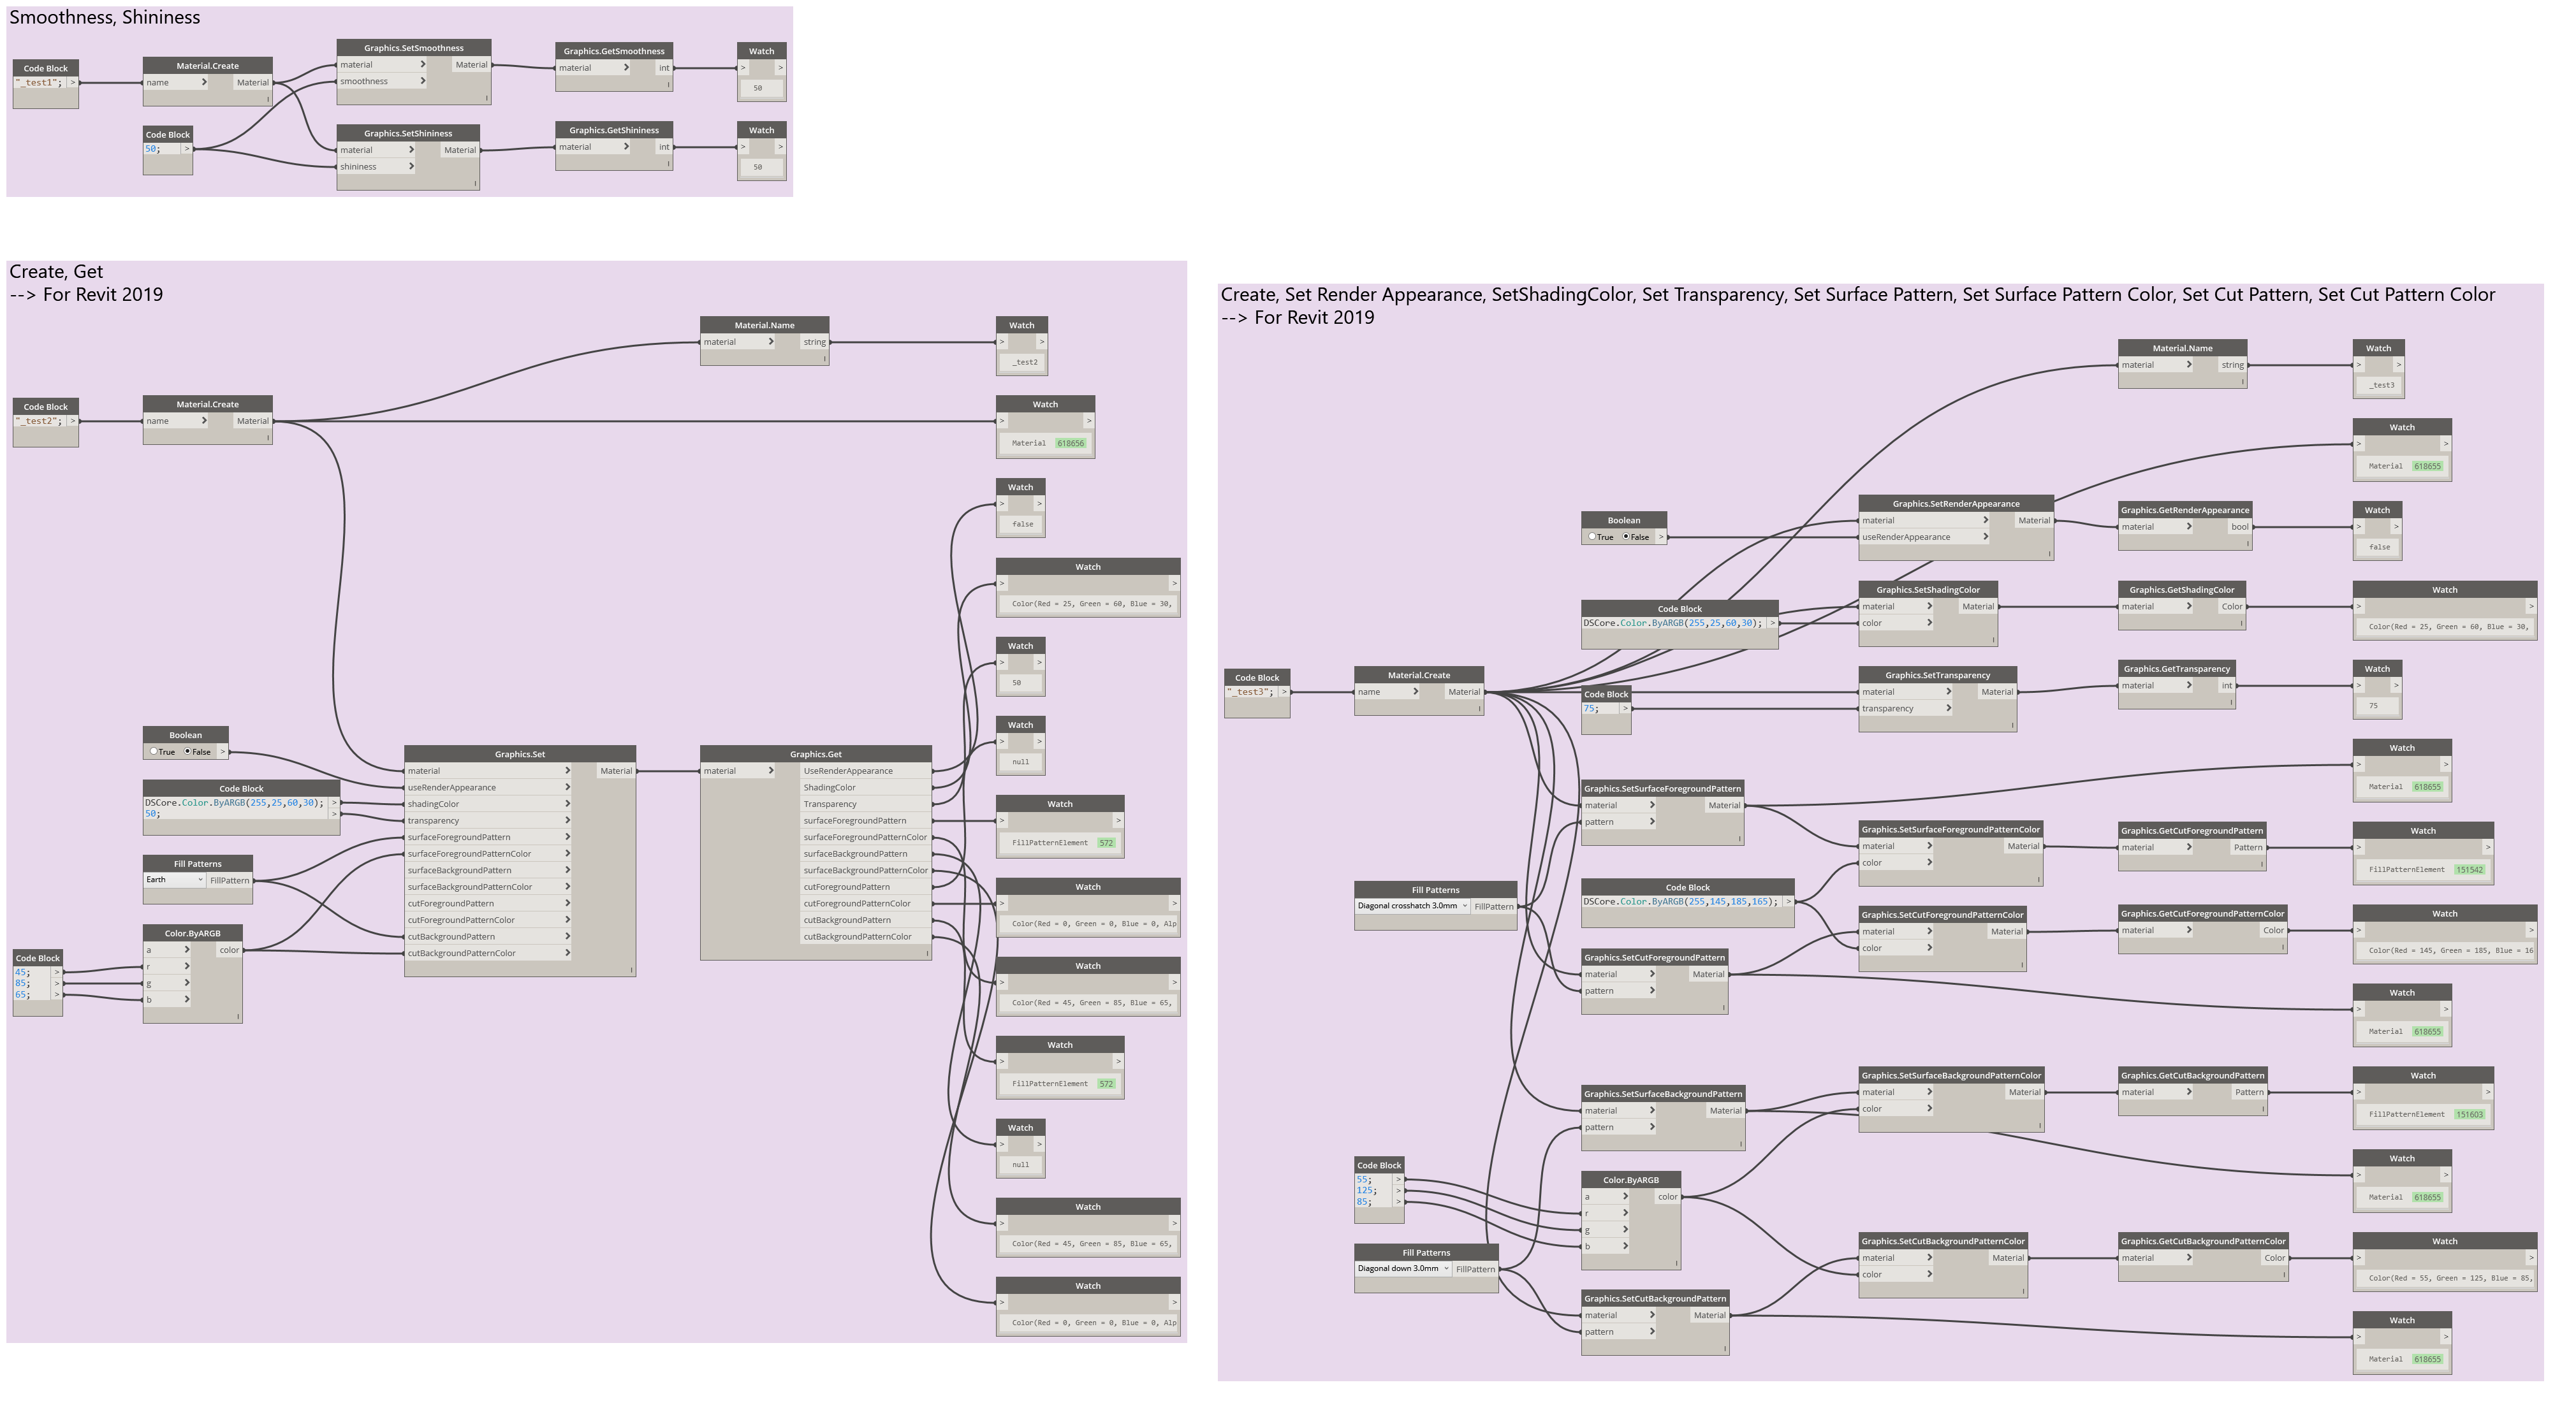 Smoothness, Shininess
Code Block
"_test1"; >
Material.Create
name > Material
Code Block
50; >
Graphics.SetSmoothness
material > Material
smoothness >
Graphics.SetShininess
material > Material
shininess >
Graphics.GetSmoothness
material > int
Graphics.GetShininess
material > int
Watch
> >
50
Watch
> >
50
Create, Get
--> For Revit 2019
Code Block
"_test2"; >
Material.Create
name > Material
Material.Name
material > string
Boolean
True False >
Code Block
DSCore.Color.ByARGB(255,25,60,30); >
50; >
Fill Patterns
Earth FillPattern
Code Block
45; >
85; >
65; >
Color.ByARGB
a > color
r >
g >
b >
Graphics.Set
material > Material
useRenderAppearance >
shadingColor >
transparency >
surfaceForegroundPattern >
surfaceForegroundPatternColor >
surfaceBackgroundPattern >
surfaceBackgroundPatternColor >
cutForegroundPattern >
cutForegroundPatternColor >
cutBackgroundPattern >
cutBackgroundPatternColor >
Graphics.Get
material > UseRenderAppearance
ShadingColor
Transparency
surfaceForegroundPattern
surfaceForegroundPatternColor
surfaceBackgroundPattern
surfaceBackgroundPatternColor
cutForegroundPattern
cutForegroundPatternColor
cutBackgroundPattern
cutBackgroundPatternColor
Watch
> >
_test2
Watch
> >
Material 618656
Watch
> >
false
Watch
> >
Color(Red = 25, Green = 60, Blue = 30,
Watch
> >
50
Watch
> >
null
Watch
> >
FillPatternElement 572
Watch
> >
Color(Red = 0, Green = 0, Blue = 0, Alp
Watch
> >
Color(Red = 45, Green = 85, Blue = 65,
Watch
> >
FillPatternElement 572
Watch
> >
null
Watch
> >
Color(Red = 45, Green = 85, Blue = 65,
Watch
> >
Color(Red = 0, Green = 0, Blue = 0, Alp
Create, Set Render Appearance, SetShadingColor, Set Transparency, Set Surface Pattern, Set Surface Pattern Color, Set Cut Pattern, Set Cut Pattern Color
--> For Revit 2019
Code Block
"_test3"; >
Material.Create
name > Material
Fill Patterns
Diagonal crosshatch 3.0mm FillPattern
Code Block
55; >
125; >
85; >
Fill Patterns
Diagonal down 3.0mm FillPattern
Boolean
True False >
Code Block
DSCore.Color.ByARGB(255,25,60,30); >
Code Block
75; >
Graphics.SetSurfaceForegroundPattern
material > Material
pattern >
Code Block
DSCore.Color.ByARGB(255,145,185,165); >
Graphics.SetCutForegroundPattern
material > Material
pattern >
Graphics.SetSurfaceBackgroundPattern
material > Material
pattern >
Color.ByARGB
a > color
r >
g >
b >
Graphics.SetCutBackgroundPattern
material > Material
pattern >
Graphics.SetRenderAppearance
material > Material
useRenderAppearance >
Graphics.SetShadingColor
material > Material
color >
Graphics.SetTransparency
material > Material
transparency >
Graphics.SetSurfaceForegroundPatternColor
material > Material
color >
Graphics.SetCutForegroundPatternColor
material > Material
color >
Graphics.SetSurfaceBackgroundPatternColor
material > Material
color >
Graphics.SetCutBackgroundPatternColor
material > Material
color >
Material.Name
material > string
Graphics.GetRenderAppearance
material > bool
Graphics.GetShadingColor
material > Color
Graphics.GetTransparency
material > int
Graphics.GetCutForegroundPattern
material > Pattern
Graphics.GetCutForegroundPatternColor
material > Color
Graphics.GetCutBackgroundPattern
material > Pattern
Graphics.GetCutBackgroundPatternColor
material > Color
Watch
> >
_test3
Watch
> >
Material 618655
Watch
> >
false
Watch
> >
Color(Red = 25, Green = 60, Blue = 30,
Watch
> >
75
Watch
> >
Material 618655
Watch
> >
FillPatternElement 151542
Watch
> >
Color(Red = 145, Green = 185, Blue = 16
Watch
> >
Material 618655
Watch
> >
FillPatternElement 151603
Watch
> >
Material 618655
Watch
> >
Color(Red = 55, Green = 125, Blue = 85,
Watch
> >
Material 618655